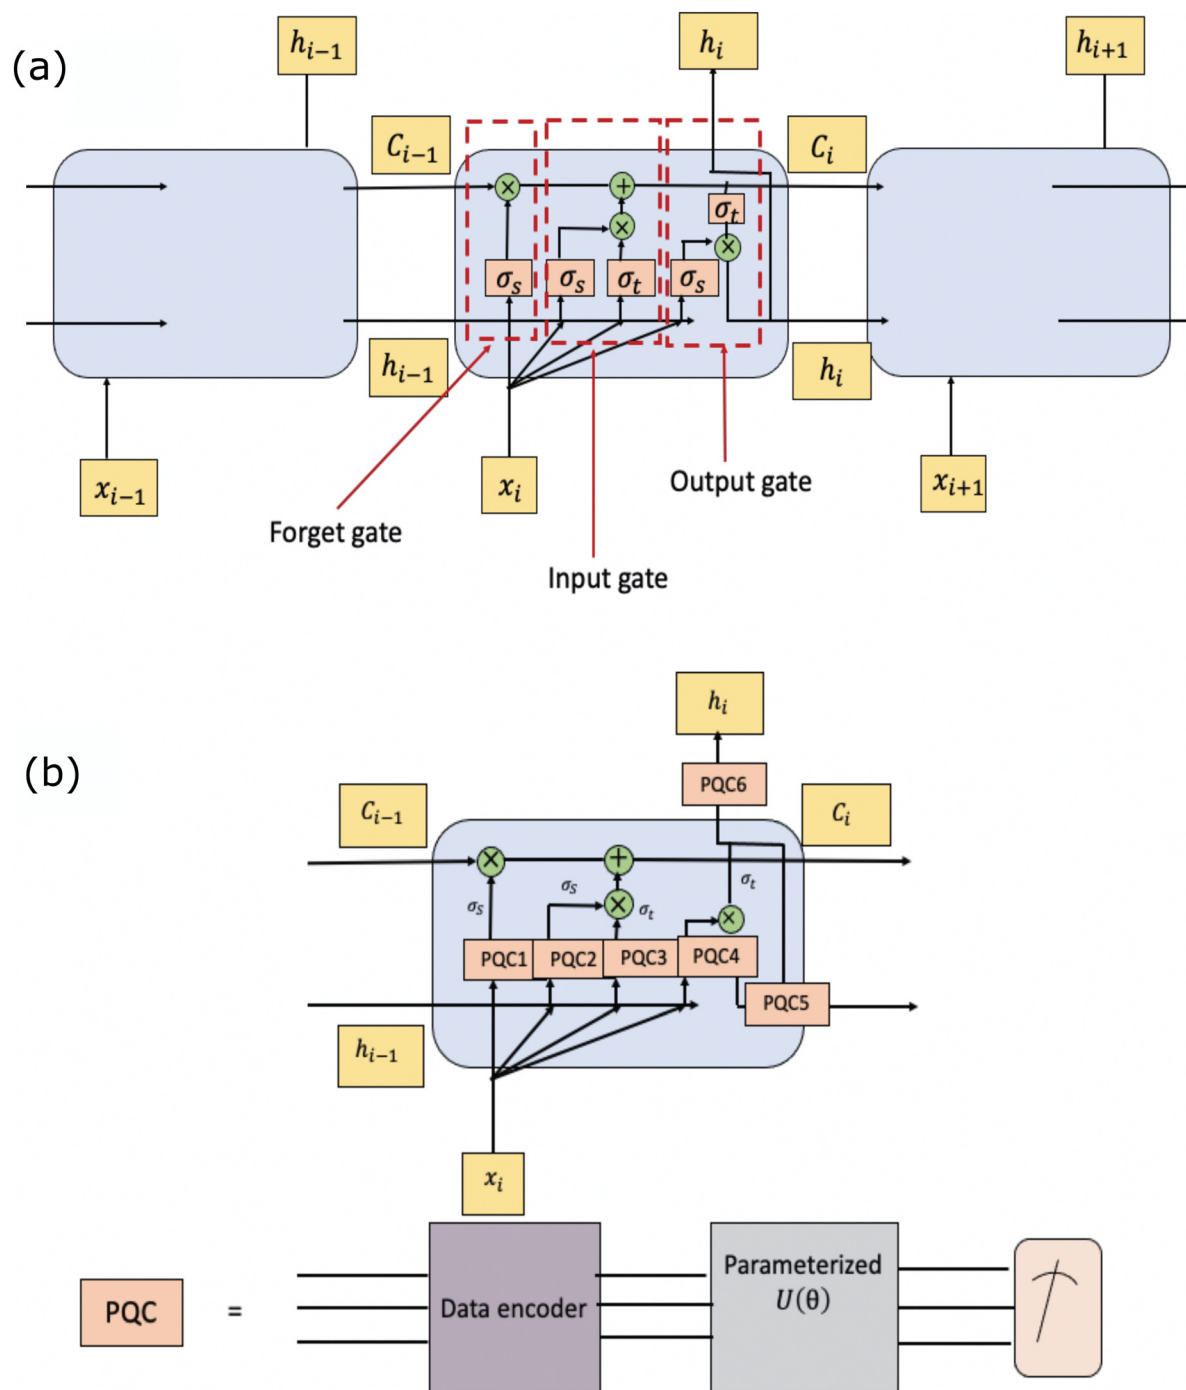 (a)
h_{i−1}
h_i
h_{i+1}
C_{i−1}
C_i
×
+
×
σ_t
×
σ_s
σ_s
σ_t
σ_s
h_{i−1}
h_i
x_{i−1}
x_i
x_{i+1}
Output gate
Forget gate
Input gate
(b)
h_i
PQC6
C_{i−1}
C_i
×
+
σ_S
σ_S
×
σ_t
σ_t
×
PQC1
PQC2
PQC3
PQC4
PQC5
h_{i−1}
x_i
PQC
=
Data encoder
Parameterized
U(θ)